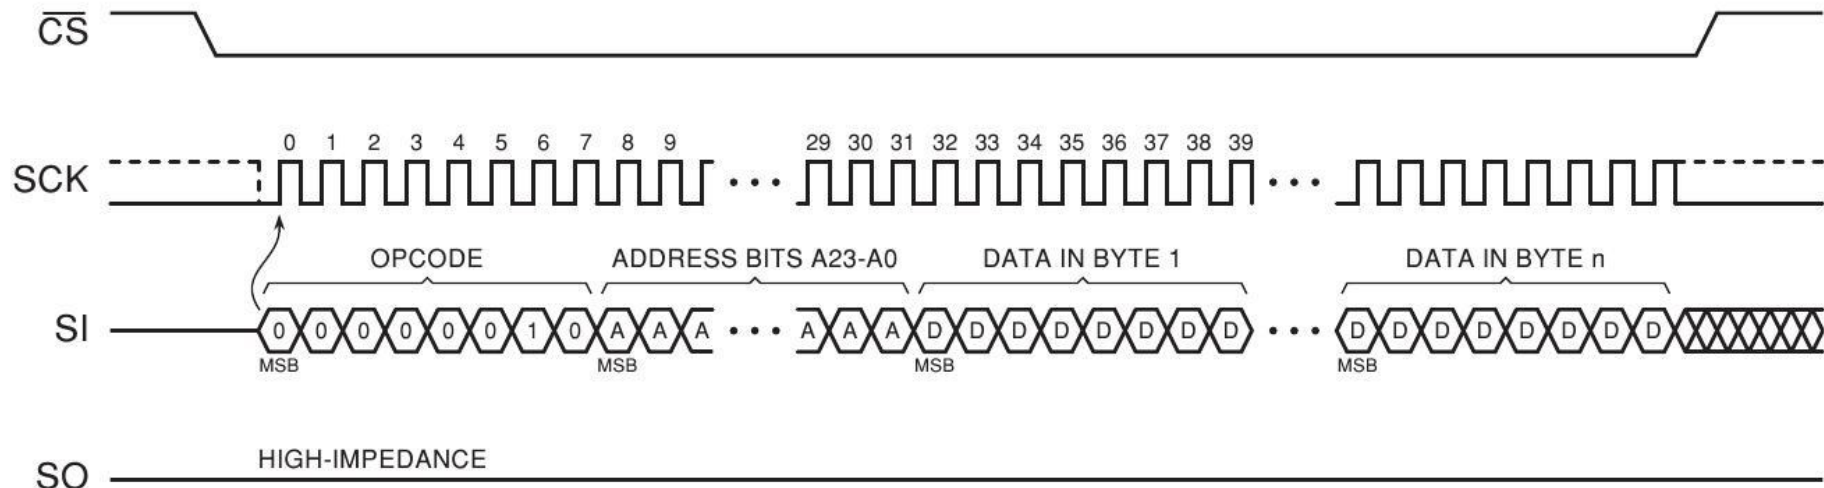 CS
0 1 2 3 4 5 6 7 8 9 29 30 31 32 33 34 35 36 37 38 39
SCK
OPCODE ADDRESS BITS A23-A0 DATA IN BYTE 1 DATA IN BYTE n
SI 0 0 0 0 0 0 1 0 A A A A A A D D D D D D D D D D D D D D D D
MSB MSB MSB MSB
HIGH-IMPEDANCE
SO